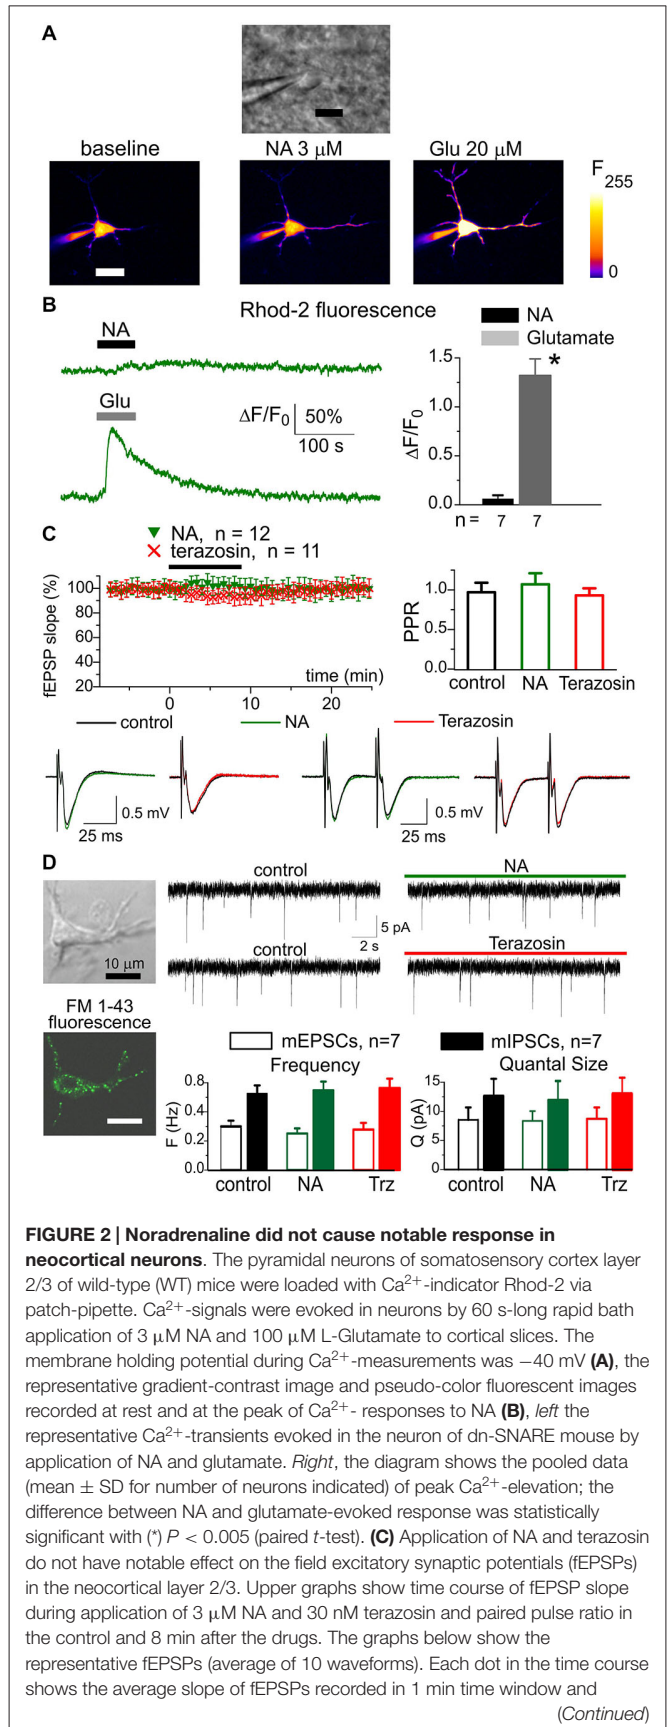 A
baseline
NA 3 μM
Glu 20 μM
F
255
0
B
Rhod-2 fluorescence
NA
Glutamate
NA
Glu
ΔF/F0
50%
100 s
ΔF/F0
1.5
1.0
0.5
0.0
n = 7 7
*
C
NA, n = 12
terazosin, n = 11
fEPSP slope (%)
100
80
60
40
20
time (min)
0 10 20
PPR
1.0
0.5
0.0
control NA Terazosin
control
NA
Terazosin
0.5 mV
25 ms
0.5 mV
25 ms
D
control
NA
5 pA
2 s
10 μm
control
Terazosin
FM 1-43
fluorescence
mEPSCs, n=7
mIPSCs, n=7
Frequency
Quantal Size
F (Hz)
0.8
0.4
0.0
control NA Trz
Q (pA)
15
10
5
0
control NA Trz
FIGURE 2 | Noradrenaline did not cause notable response in
neocortical neurons. The pyramidal neurons of somatosensory cortex layer
2/3 of wild-type (WT) mice were loaded with Ca2+-indicator Rhod-2 via
patch-pipette. Ca2+-signals were evoked in neurons by 60 s-long rapid bath
application of 3 μM NA and 100 μM L-Glutamate to cortical slices. The
membrane holding potential during Ca2+-measurements was −40 mV (A), the
representative gradient-contrast image and pseudo-color fluorescent images
recorded at rest and at the peak of Ca2+- responses to NA (B), left the
representative Ca2+-transients evoked in the neuron of dn-SNARE mouse by
application of NA and glutamate. Right, the diagram shows the pooled data
(mean ± SD for number of neurons indicated) of peak Ca2+-elevation; the
difference between NA and glutamate-evoked response was statistically
significant with (*) P < 0.005 (paired t-test). (C) Application of NA and terazosin
do not have notable effect on the field excitatory synaptic potentials (fEPSPs)
in the neocortical layer 2/3. Upper graphs show time course of fEPSP slope
during application of 3 μM NA and 30 nM terazosin and paired pulse ratio in
the control and 8 min after the drugs. The graphs below show the
representative fEPSPs (average of 10 waveforms). Each dot in the time course
shows the average slope of fEPSPs recorded in 1 min time window and
(Continued)